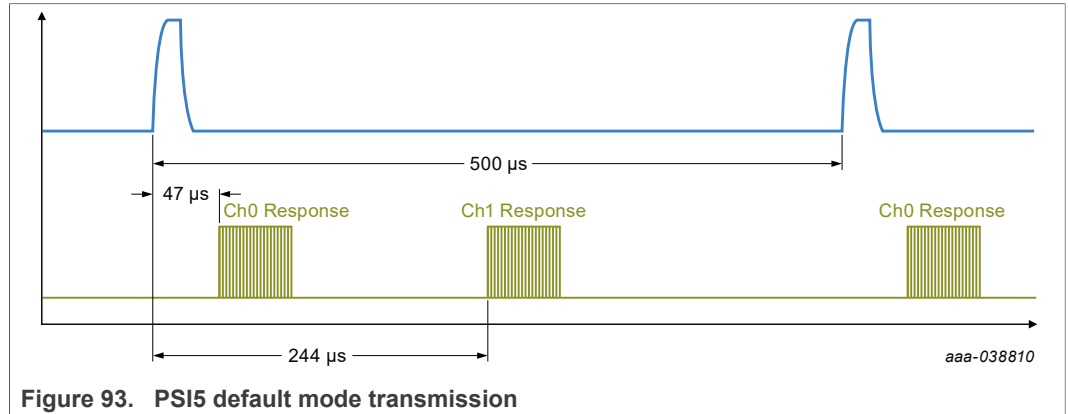 500 µs
47 µs
Ch0 Response
Ch1 Response
Ch0 Response
244 µs
aaa-038810
Figure 93. PSI5 default mode transmission